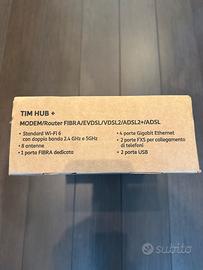 TIM HUB +
MODEM/Router FIBRA/EVDSL/VDSL2/ADSL2+/ADSL
• Standard Wi-Fi 6
con doppia banda 2.4 GHz e 5GHz
• 8 antenne
• 1 porta FIBRA dedicata
• 4 porte Gigabit Ethernet
• 2 porte FXS per collegamento
di telefoni
• 2 porte USB
subito